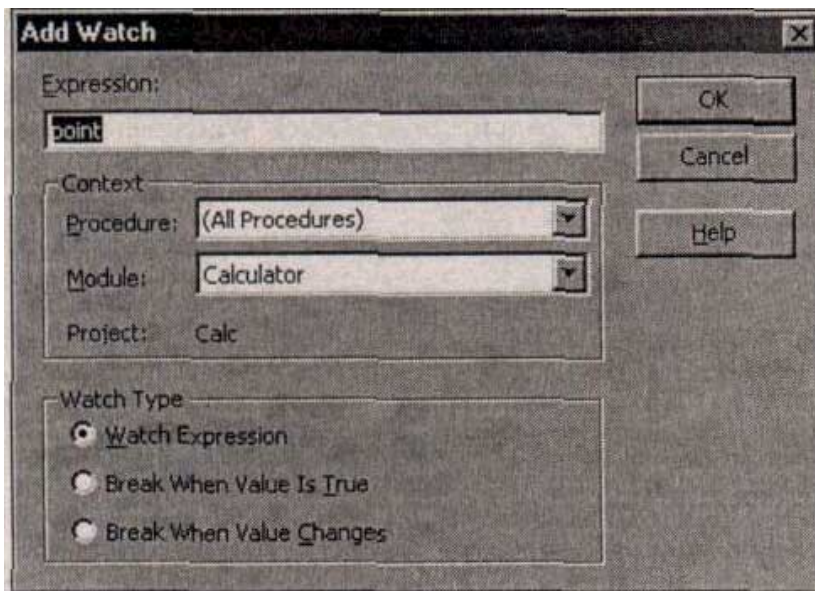 Add Watch
Expression:
point
OK
Cancel
Context
Procedure: (All Procedures)
Help
Module: Calculator
Project: Calc
Watch Type
Watch Expression
Break When Value Is True
Break When Value Changes